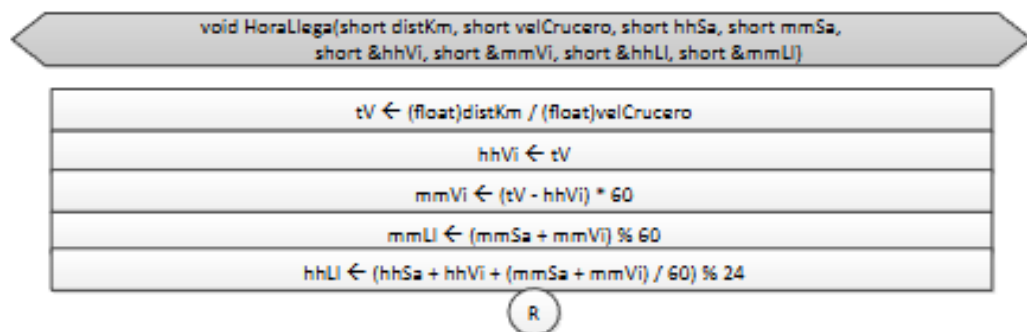 void HoraLlega(short distKm, short velCrucero, short hhSa, short mmSa,
short &hhVi, short &mmVi, short &hhLl, short &mmLl)
tV ← (float)distKm / (float)velCrucero
hhVi ← tV
mmVi ← (tV - hhVi) * 60
mmLl ← (mmSa + mmVi) % 60
hhLl ← (hhSa + hhVi + (mmSa + mmVi) / 60) % 24
R